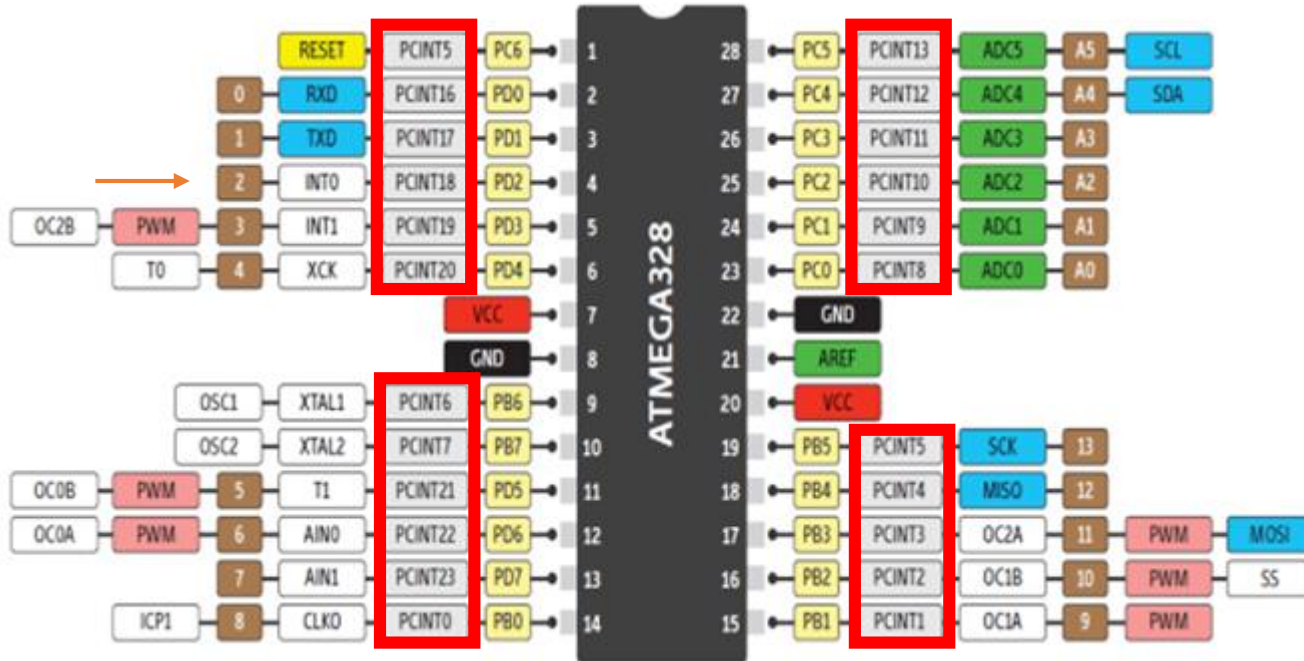 RESET PCINT5 PC6 1 28 PC5 PCINT13 ADC5 A5 SCL
0 RXD PCINT16 PD0 2 27 PC4 PCINT12 ADC4 A4 SDA
1 TXD PCINT17 PD1 3 26 PC3 PCINT11 ADC3 A3
2 INT0 PCINT18 PD2 4 25 PC2 PCINT10 ADC2 A2
OC2B PWM 3 INT1 PCINT19 PD3 5 24 PC1 PCINT9 ADC1 A1
T0 4 XCK PCINT20 PD4 6 23 PC0 PCINT8 ADC0 A0
VCC 7 22 GND
GND 8 21 AREF
OSC1 XTAL1 PCINT6 PB6 9 20 VCC
OSC2 XTAL2 PCINT7 PB7 10 19 PB5 PCINT5 SCK 13
OC0B PWM 5 T1 PCINT21 PD5 11 18 PB4 PCINT4 MISO 12
OC0A PWM 6 AIN0 PCINT22 PD6 12 17 PB3 PCINT3 OC2A 11 PWM MOSI
7 AIN1 PCINT23 PD7 13 16 PB2 PCINT2 OC1B 10 PWM SS
ICP1 8 CLKO PCINT0 PB0 14 15 PB1 PCINT1 OC1A 9 PWM
ATMEGA328